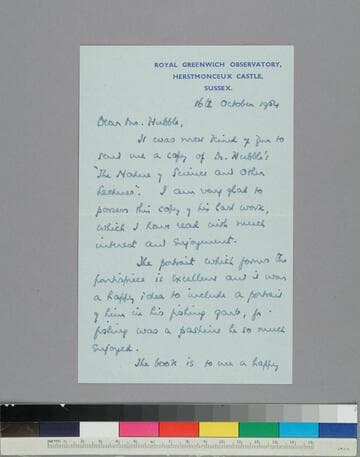 ROYAL GREENWICH OBSERVATORY,
HERSTMONCEUX CASTLE,
SUSSEX.
16th October 1954
Dear Mrs. Hubble,
It was most kind of you to
send me a copy of Dr. Hubble's
"The Nature of Science and other
Lectures". I am very glad to
possess this copy of his last work,
which I have read with much
interest and enjoyment.
The portrait which forms the
frontispiece is excellent and it was
a happy idea to include a portrait
of him in his fishing garb, for
fishing was a pastime he so much
enjoyed.
The book is to me a happy